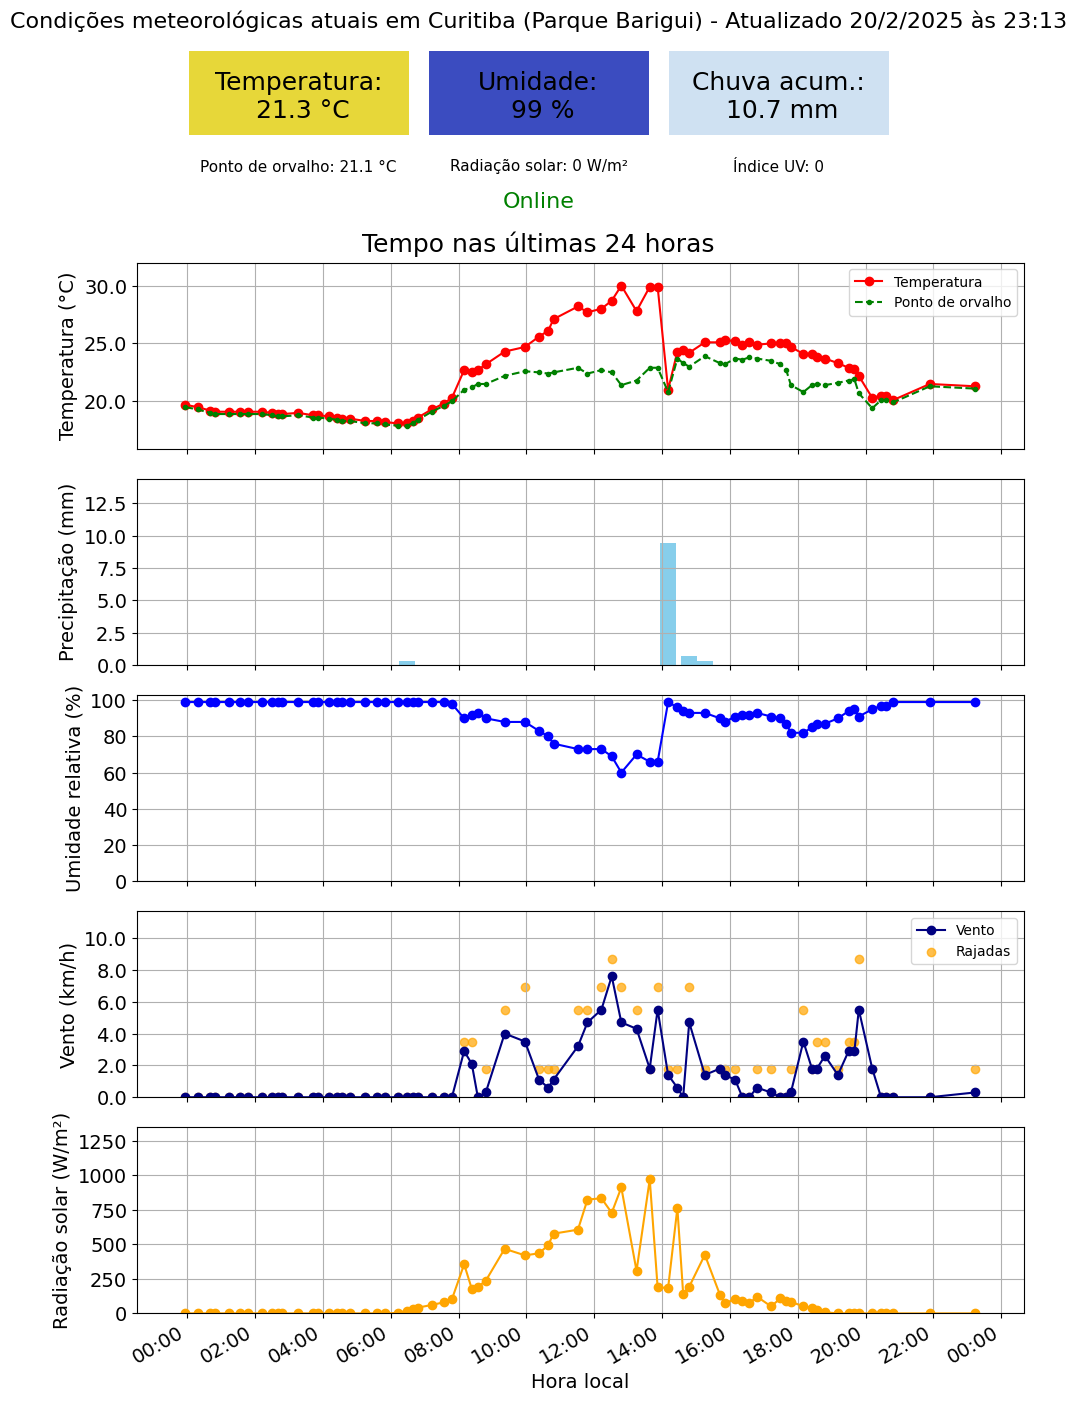 Condições meteorológicas atuais em Curitiba (Parque Barigui) - Atualizado 20/2/2025 às 23:13
Temperatura:
21.3 °C
Umidade:
99 %
Chuva acum.:
10.7 mm
Ponto de orvalho: 21.1 °C
Radiação solar: 0 W/m²
Índice UV: 0
Online
Tempo nas últimas 24 horas
Temperatura (°C)
30.0
25.0
20.0
Temperatura
Ponto de orvalho
Precipitação (mm)
12.5
10.0
7.5
5.0
2.5
0.0
Umidade relativa (%)
100
80
60
40
20
0
Vento (km/h)
10.0
8.0
6.0
4.0
2.0
0.0
Vento
Rajadas
Radiação solar (W/m²)
1250
1000
750
500
250
0
00:00
02:00
04:00
06:00
08:00
10:00
12:00
14:00
16:00
18:00
20:00
22:00
00:00
Hora local